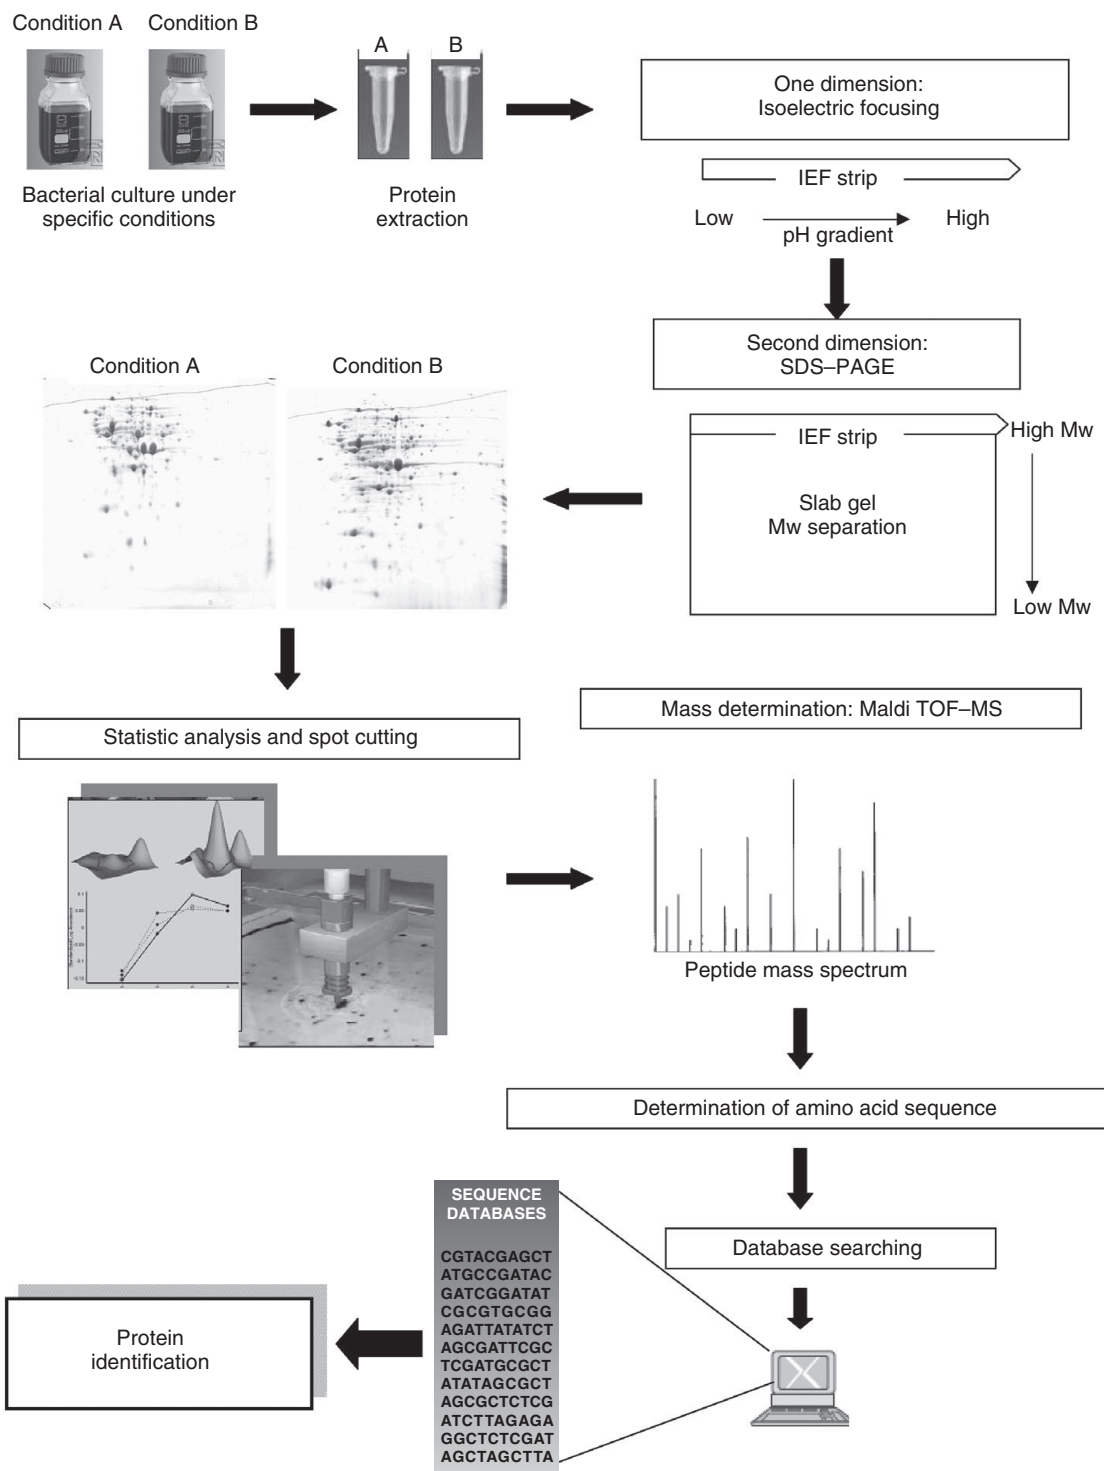 Condition A
Condition B
Bacterial culture under
specific conditions
A
B
Protein
extraction
One dimension:
Isoelectric focusing
IEF strip
Low
High
pH gradient
Second dimension:
SDS–PAGE
IEF strip
High Mw
Slab gel
Mw separation
Low Mw
Condition A
Condition B
Statistic analysis and spot cutting
Mass determination: Maldi TOF–MS
Peptide mass spectrum
Determination of amino acid sequence
Database searching
SEQUENCE
DATABASES
CGTACGAGCT
ATGCCGATAC
GATCGGATAT
CGCGTGCGG
AGATTATATCT
AGCGATTCGC
TCGATGCGCT
ATATAGCGCT
AGCGCTCTCG
ATCTTAGAGA
GGCTCTCGAT
AGCTAGCTTA
Protein
identification